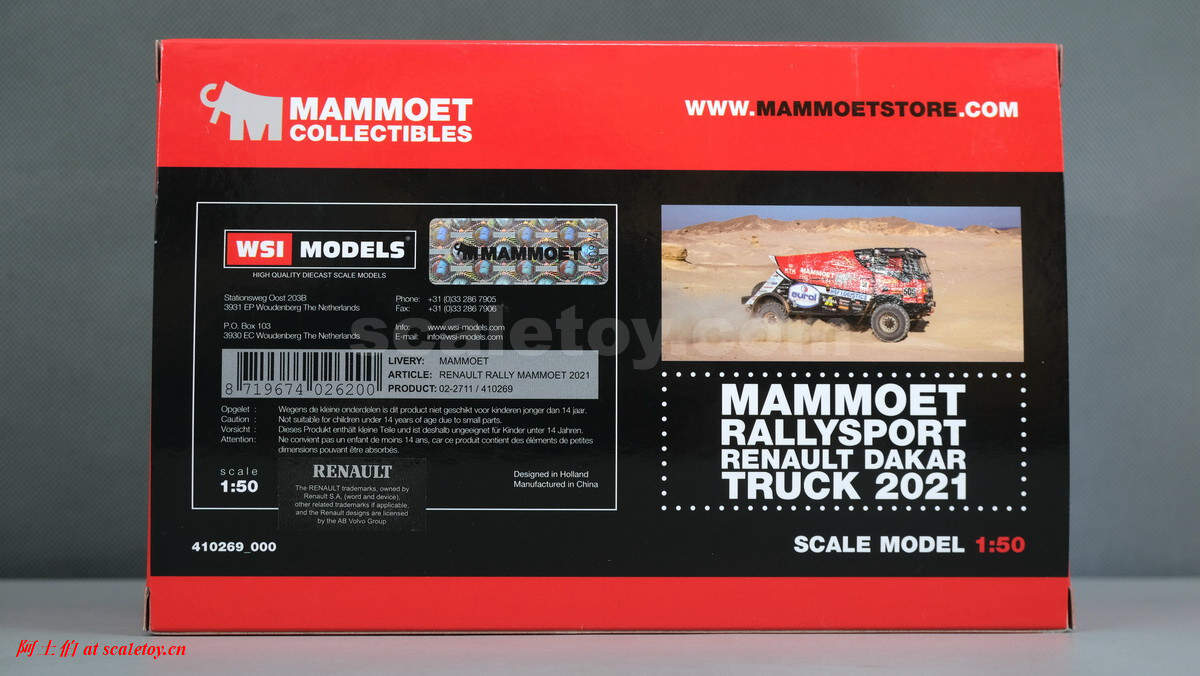 MAMMOET
COLLECTIBLES
WWW.MAMMOETSTORE.COM
WSI MODELS®
HIGH QUALITY DIECAST SCALE MODELS
MAMMOET
Stationsweg Oost 203B
3931 EP Woudenberg The Netherlands
P.O. Box 103
3930 EC Woudenberg The Netherlands
Phone: +31 (0)33 286 7905
Fax: +31 (0)33 286 7906
Info: www.wsi-models.com
E-mail: info@wsi-models.com
scaletoy.com
8 719674 026200
LIVERY: MAMMOET
ARTICLE: RENAULT RALLY MAMMOET 2021
PRODUCT: 02-2711 / 410269
Opgelet : Wegens de kleine onderdelen is dit product niet geschikt voor kinderen jonger dan 14 jaar.
Caution : Not suitable for children under 14 years of age due to small parts.
Vorsicht : Dieses Produkt enthält kleine Teile und ist deshalb ungeeignet für Kinder unter 14 Jahren.
Attention: Ne convient pas un enfant de moins 14 ans, car ce produit contient des éléments de petites
dimensions pouvant être absorbés.
scale
1:50
RENAULT
The RENAULT trademarks, owned by
Renault S.A. (word and device),
other related trademarks if applicable,
and the Renault designs are licensed
by the AB Volvo Group
Designed in Holland
Manufactured in China
410269_000
MAMMOET
eurol
505
MAMMOET
RALLYSPORT
RENAULT DAKAR
TRUCK 2021
SCALE MODEL 1:50
阿土伯 at scaletoy.cn